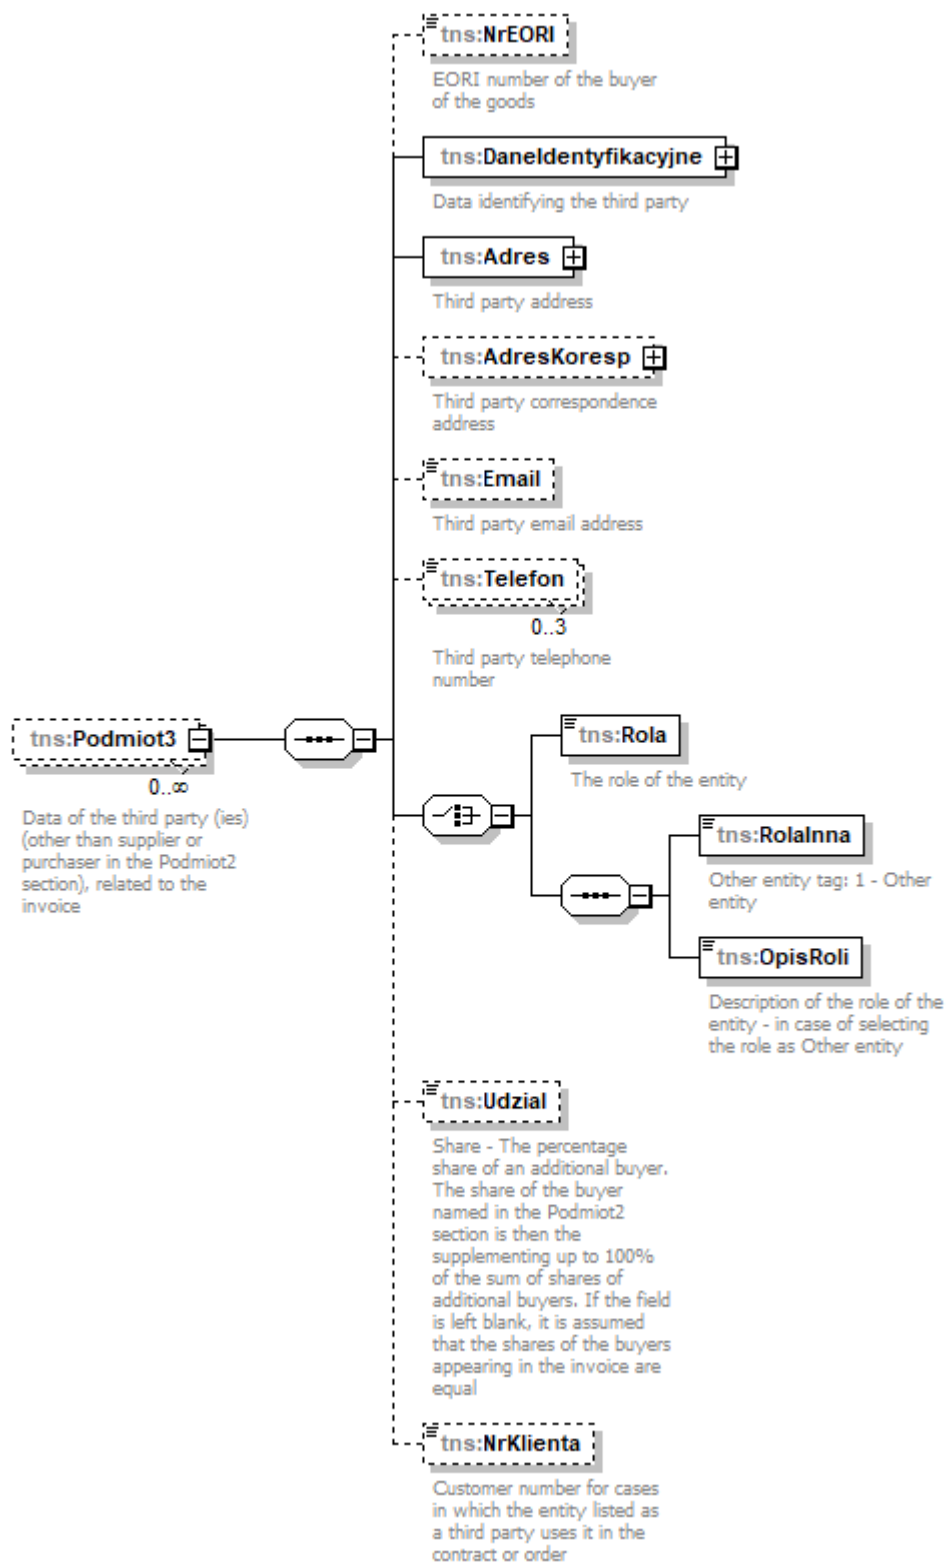 tns:NrEORI
EORI number of the buyer
of the goods
tns:DaneIdentyfikacyjne
Data identifying the third party
tns:Adres
Third party address
tns:AdresKoresp
Third party correspondence
address
tns:Email
Third party email address
tns:Telefon
0..3
Third party telephone
number
tns:Podmiot3
0..∞
Data of the third party (ies)
(other than supplier or
purchaser in the Podmiot2
section), related to the
invoice
tns:Rola
The role of the entity
tns:RolaInna
Other entity tag: 1 - Other
entity
tns:OpisRoli
Description of the role of the
entity - in case of selecting
the role as Other entity
tns:Udzial
Share - The percentage
share of an additional buyer.
The share of the buyer
named in the Podmiot2
section is then the
supplementing up to 100%
of the sum of shares of
additional buyers. If the field
is left blank, it is assumed
that the shares of the buyers
appearing in the invoice are
equal
tns:NrKlienta
Customer number for cases
in which the entity listed as
a third party uses it in the
contract or order